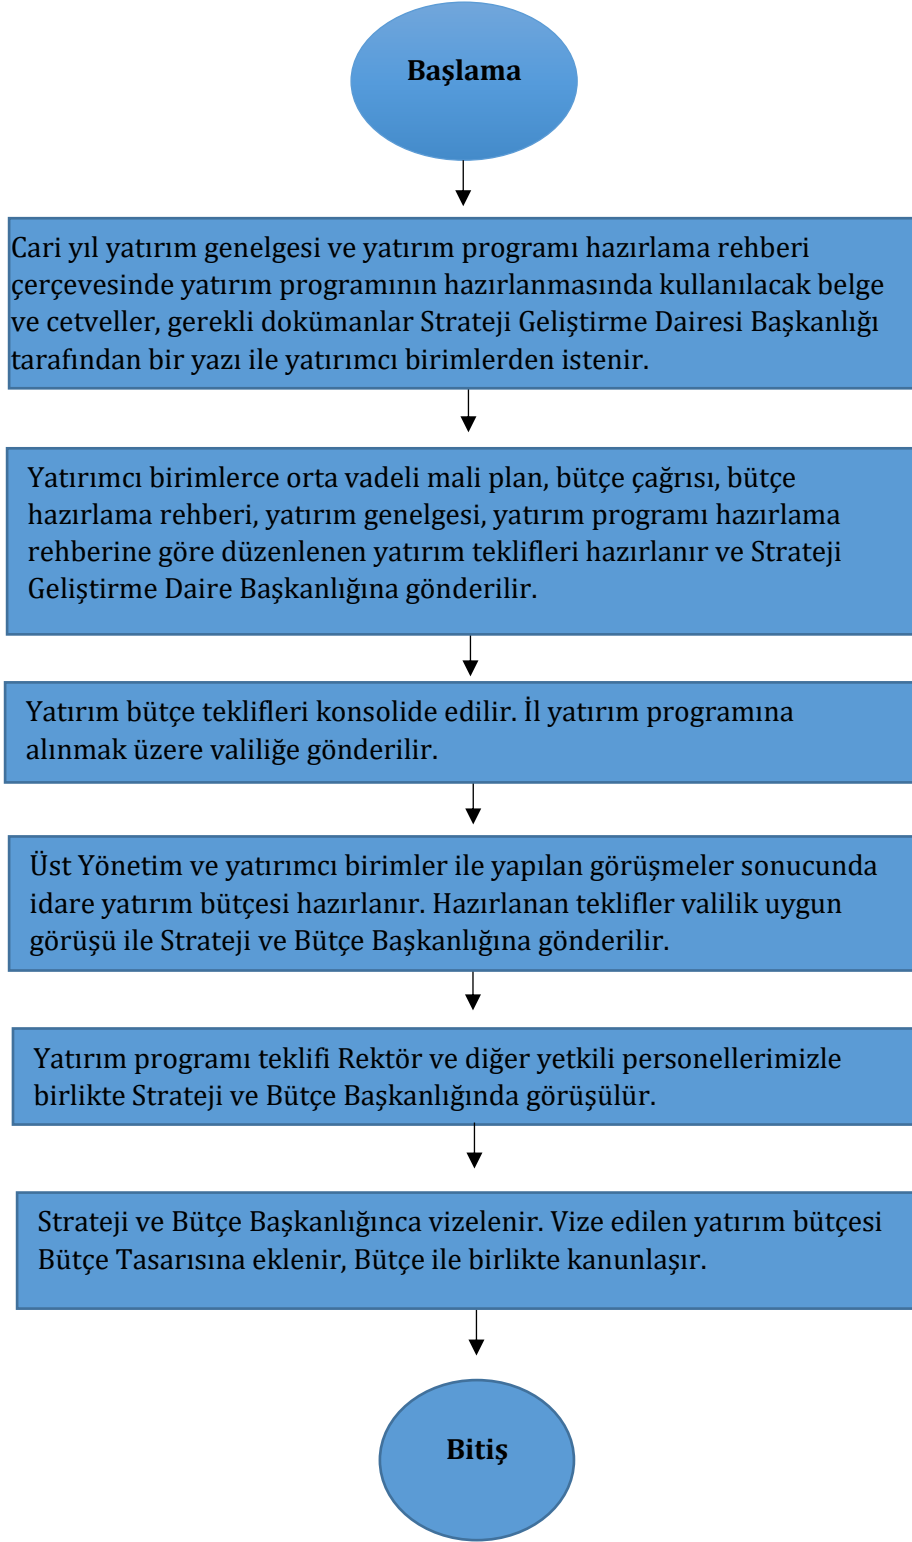 Başlama
Cari yıl yatırım genelgesi ve yatırım programı hazırlama rehberi
çerçevesinde yatırım programının hazırlanmasında kullanılacak belge
ve cetveller, gerekli dokümanlar Strateji Geliştirme Dairesi Başkanlığı
tarafından bir yazı ile yatırımcı birimlerden istenir.
Yatırımcı birimlerce orta vadeli mali plan, bütçe çağrısı, bütçe
hazırlama rehberi, yatırım genelgesi, yatırım programı hazırlama
rehberine göre düzenlenen yatırım teklifleri hazırlanır ve Strateji
Geliştirme Daire Başkanlığına gönderilir.
Yatırım bütçe teklifleri konsolide edilir. İl yatırım programına
alınmak üzere valiliğe gönderilir.
Üst Yönetim ve yatırımcı birimler ile yapılan görüşmeler sonucunda
idare yatırım bütçesi hazırlanır. Hazırlanan teklifler valilik uygun
görüşü ile Strateji ve Bütçe Başkanlığına gönderilir.
Yatırım programı teklifi Rektör ve diğer yetkili personellerimizle
birlikte Strateji ve Bütçe Başkanlığında görüşülür.
Strateji ve Bütçe Başkanlığınca vizelenir. Vize edilen yatırım bütçesi
Bütçe Tasarısına eklenir, Bütçe ile birlikte kanunlaşır.
Bitiş